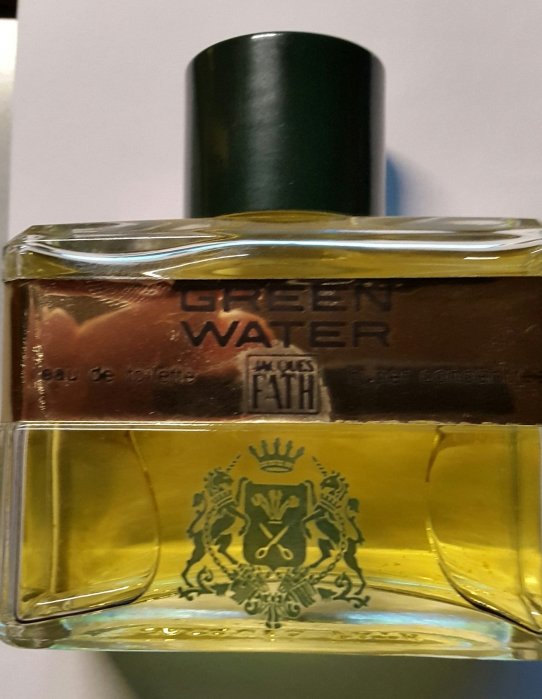 GREEN
WATER
eau de toilette
JACQUES
FATH